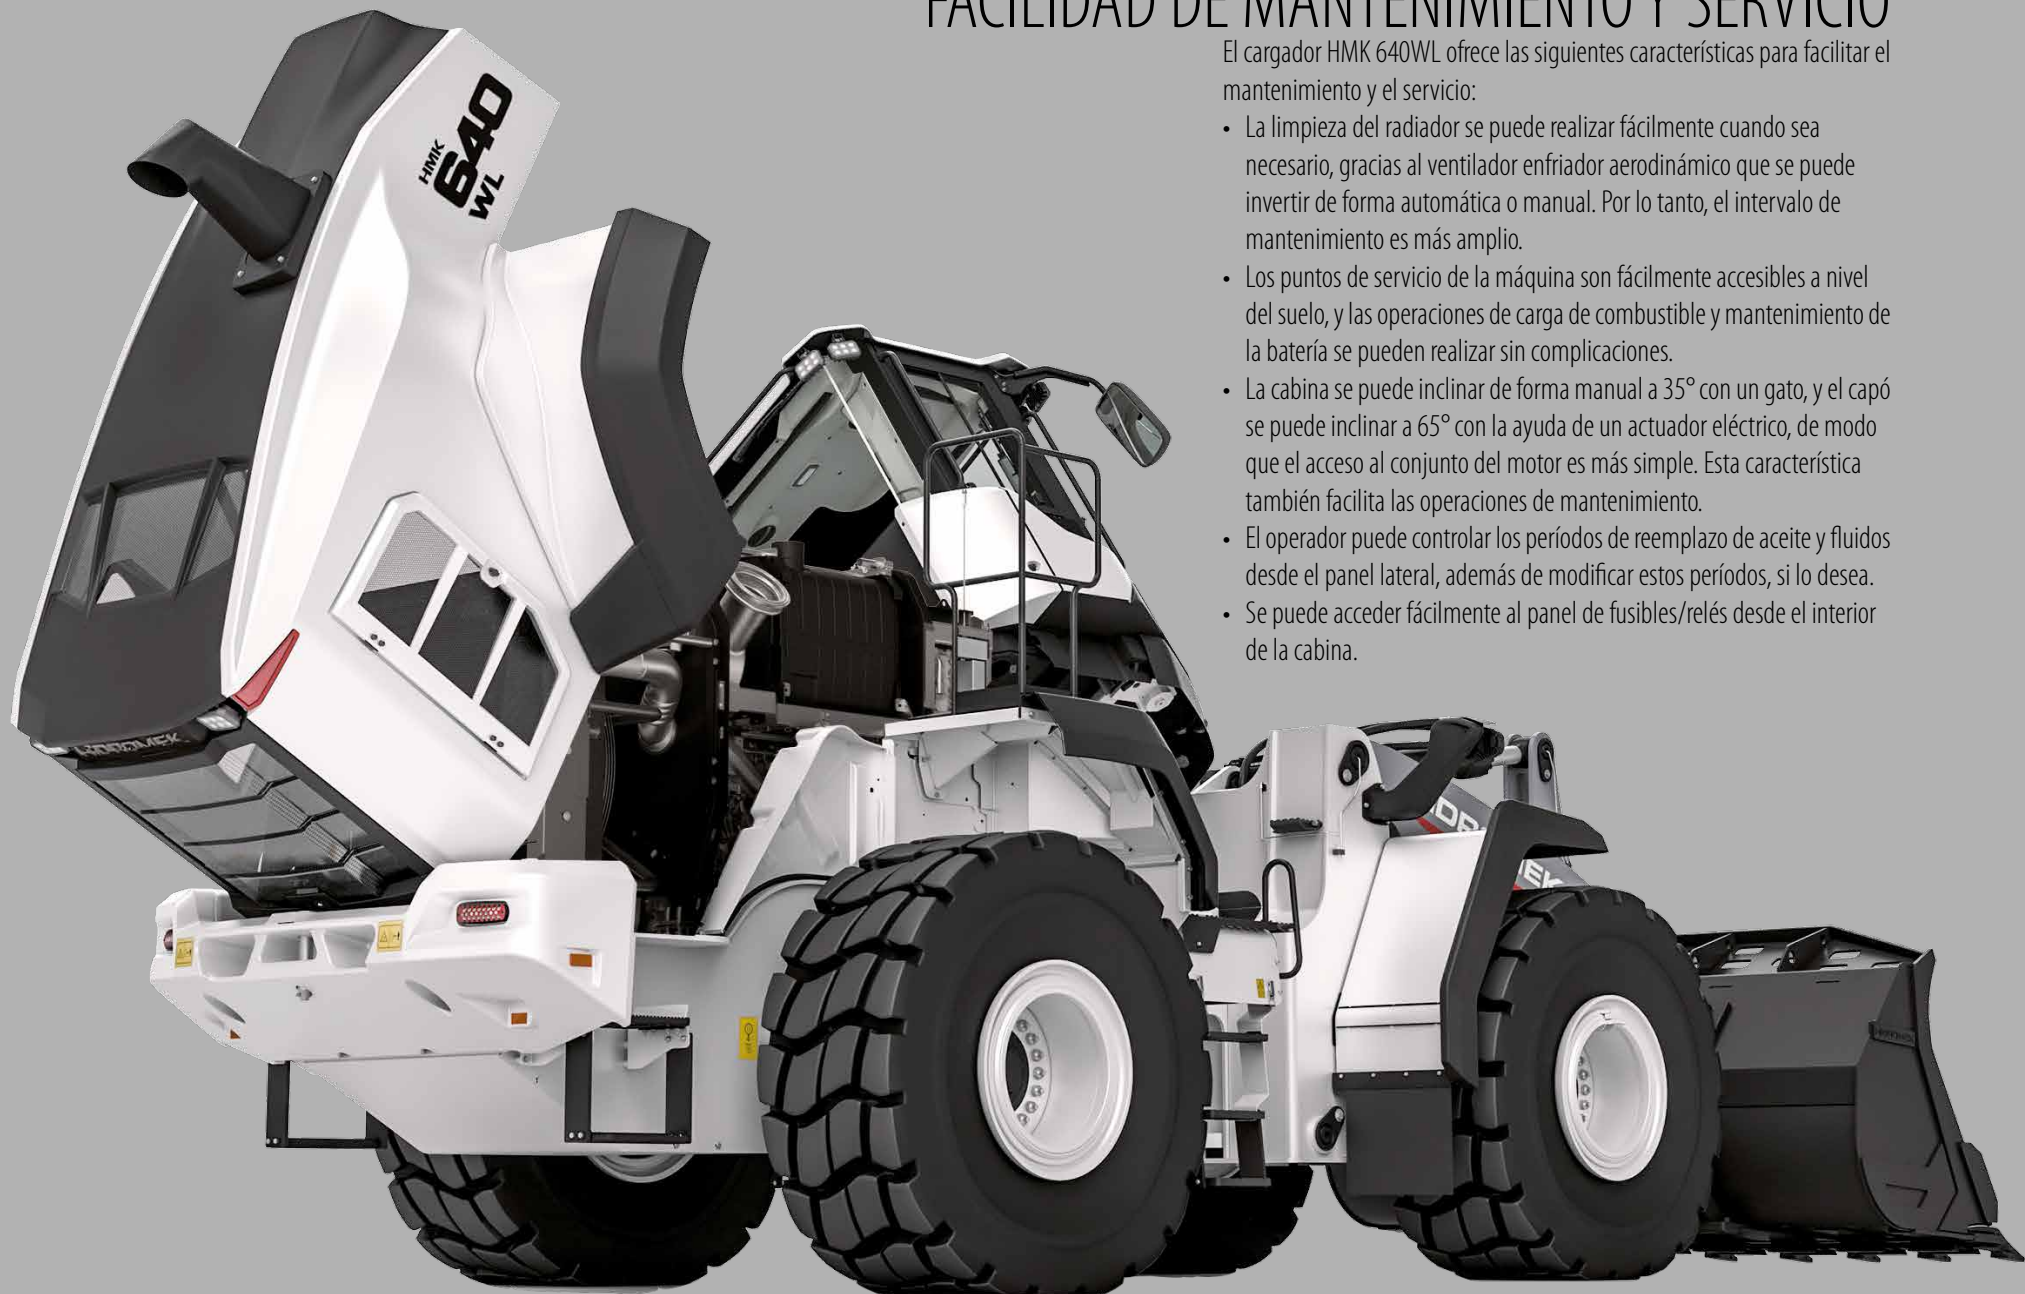 FACILIDAD DE MANTENIMIENTO Y SERVICIO
El cargador HMK 640WL ofrece las siguientes características para facilitar el
mantenimiento y el servicio:
• La limpieza del radiador se puede realizar fácilmente cuando sea
necesario, gracias al ventilador enfriador aerodinámico que se puede
invertir de forma automática o manual. Por lo tanto, el intervalo de
mantenimiento es más amplio.
• Los puntos de servicio de la máquina son fácilmente accesibles a nivel
del suelo, y las operaciones de carga de combustible y mantenimiento de
la batería se pueden realizar sin complicaciones.
• La cabina se puede inclinar de forma manual a 35° con un gato, y el capó
se puede inclinar a 65° con la ayuda de un actuador eléctrico, de modo
que el acceso al conjunto del motor es más simple. Esta característica
también facilita las operaciones de mantenimiento.
• El operador puede controlar los períodos de reemplazo de aceite y fluidos
desde el panel lateral, además de modificar estos períodos, si lo desea.
• Se puede acceder fácilmente al panel de fusibles/relés desde el interior
de la cabina.
HMK
640
WL
HIDROMEK